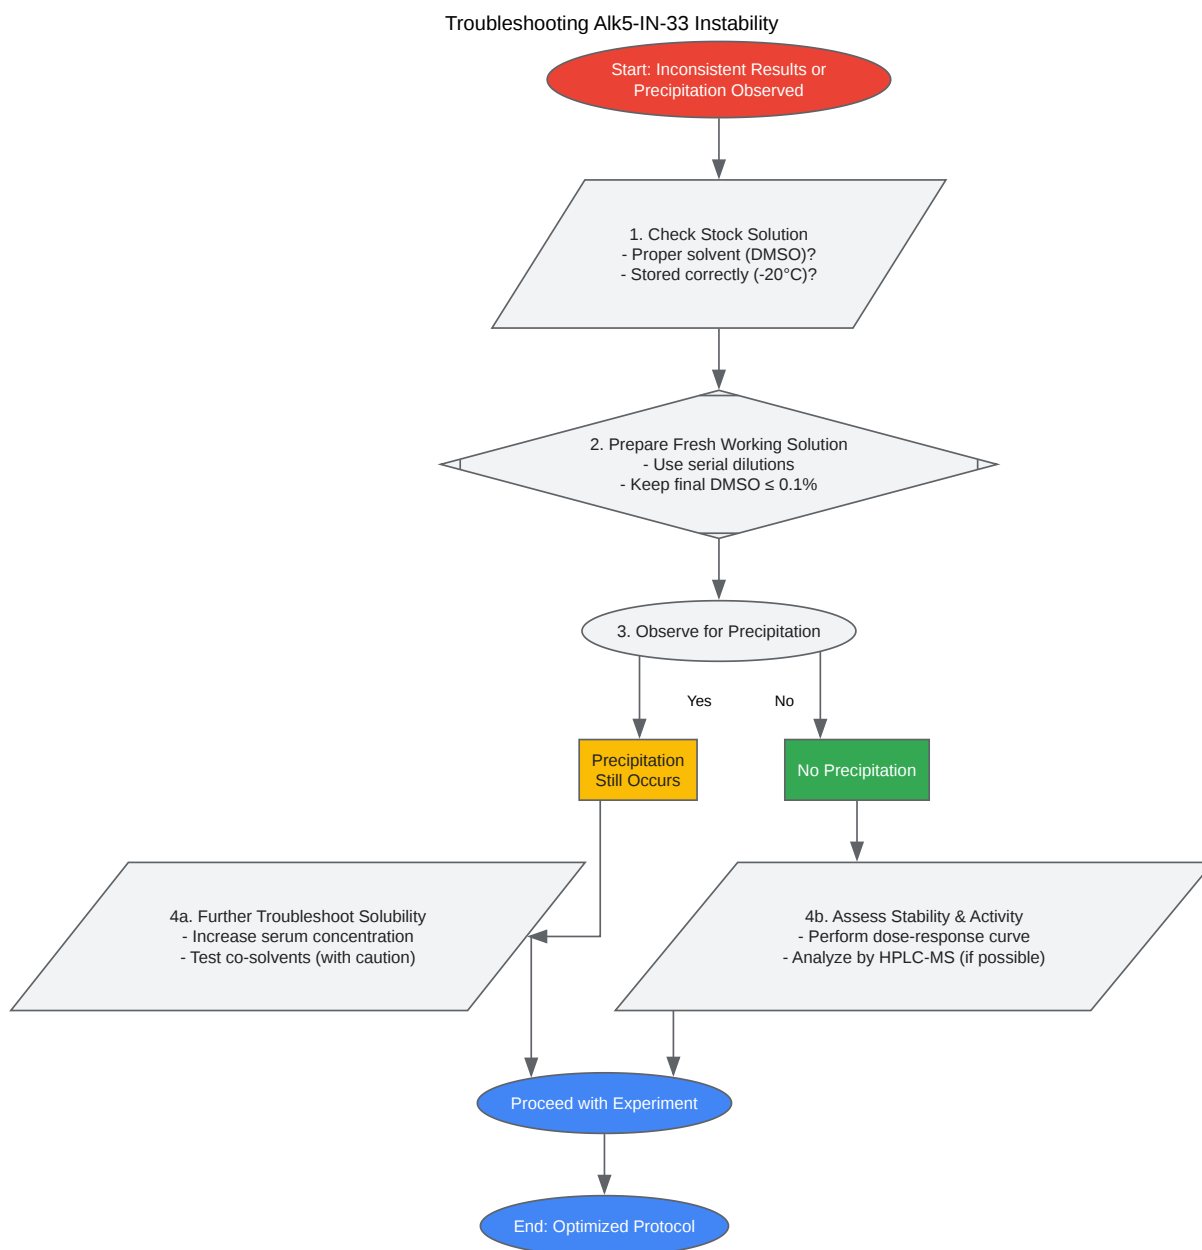 Troubleshooting Alk5-IN-33 Instability
Start: Inconsistent Results or
Precipitation Observed
1. Check Stock Solution
- Proper solvent (DMSO)?
- Stored correctly (-20°C)?
2. Prepare Fresh Working Solution
- Use serial dilutions
- Keep final DMSO ≤ 0.1%
3. Observe for Precipitation
Yes
No
Precipitation
Still Occurs
No Precipitation
4a. Further Troubleshoot Solubility
- Increase serum concentration
- Test co-solvents (with caution)
4b. Assess Stability & Activity
- Perform dose-response curve
- Analyze by HPLC-MS (if possible)
Proceed with Experiment
End: Optimized Protocol